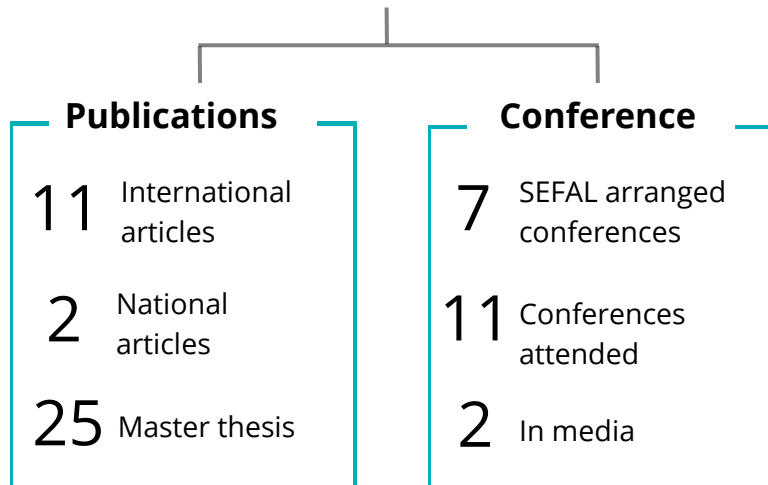 Publications
11 International
articles
2 National
articles
25 Master thesis
Conference
7 SEFAL arranged
conferences
11 Conferences
attended
2 In media